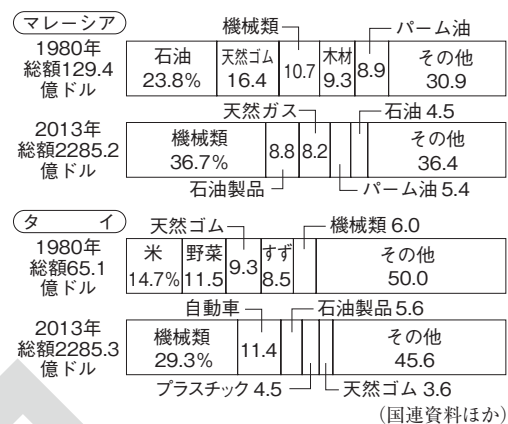 マレーシア
機械類
パーム油
1980年
総額129.4
億ドル
石油
23.8%
天然ゴム
16.4
10.7
木材
9.3
8.9
その他
30.9
天然ガス
石油 4.5
2013年
総額2285.2
億ドル
機械類
36.7%
8.8
8.2
その他
36.4
石油製品
パーム油 5.4
タイ
天然ゴム
機械類 6.0
1980年
総額65.1
億ドル
米
14.7%
野菜
11.5
9.3
すず
8.5
その他
50.0
自動車
石油製品 5.6
2013年
総額2285.3
億ドル
機械類
29.3%
11.4
その他
45.6
プラスチック 4.5
天然ゴム 3.6
(国連資料ほか)